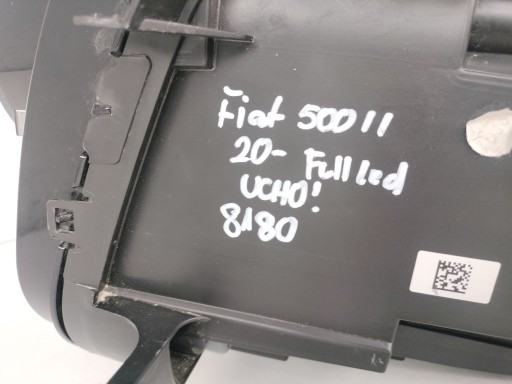 Fiat 500 II
20- Full led
UCHO!
8180